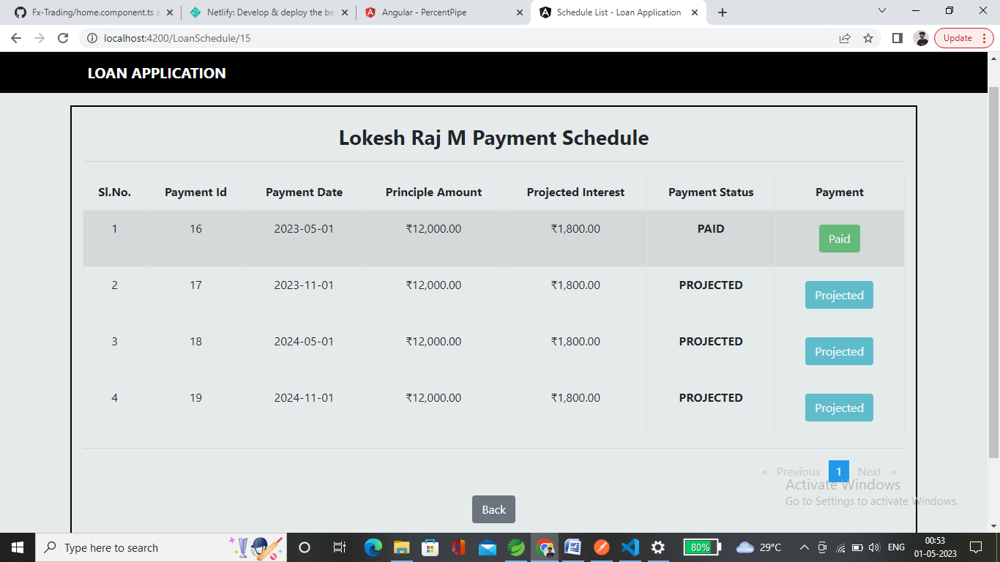 Fx-Trading/home.component.ts a
Netlify: Develop & deploy the be
Angular - PercentPipe
Schedule List - Loan Application
localhost:4200/LoanSchedule/15
Update
LOAN APPLICATION
Lokesh Raj M Payment Schedule
Sl.No. Payment Id Payment Date Principle Amount Projected Interest Payment Status Payment
1 16 2023-05-01 ₹12,000.00 ₹1,800.00 PAID Paid
2 17 2023-11-01 ₹12,000.00 ₹1,800.00 PROJECTED Projected
3 18 2024-05-01 ₹12,000.00 ₹1,800.00 PROJECTED Projected
4 19 2024-11-01 ₹12,000.00 ₹1,800.00 PROJECTED Projected
« Previous 1 Next »
Activate Windows
Go to Settings to activate Windows.
Back
Type here to search
80%
29°C
ENG
00:53
01-05-2023